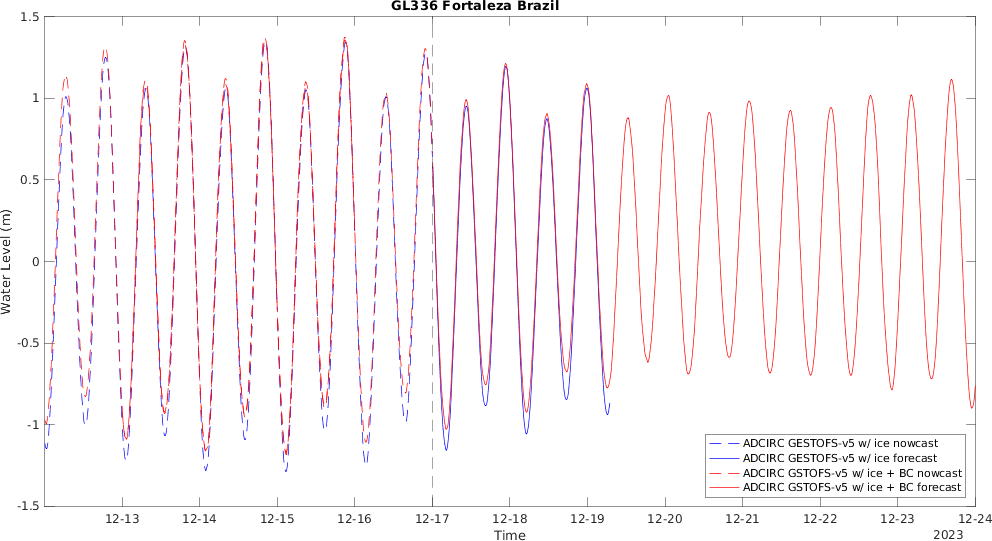 GL336 Fortaleza Brazil
1.5
1
0.5
0
-0.5
-1
-1.5
Water Level (m)
12-13 12-14 12-15 12-16 12-17 12-18 12-19 12-20 12-21 12-22 12-23 12-24
Time
2023
ADCIRC GESTOFS-v5 w/ ice nowcast
ADCIRC GESTOFS-v5 w/ ice forecast
ADCIRC GSTOFS-v5 w/ ice + BC nowcast
ADCIRC GSTOFS-v5 w/ ice + BC forecast